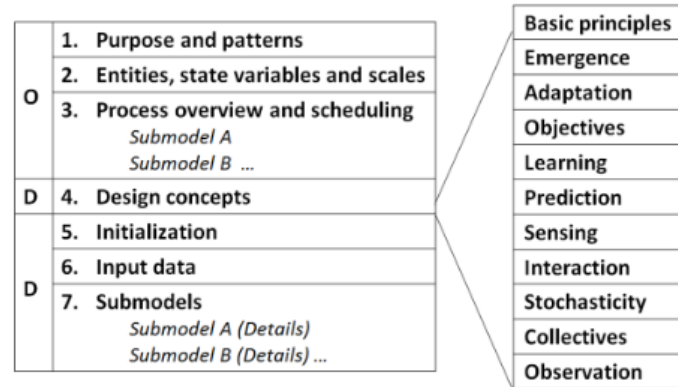 O
1. Purpose and patterns
2. Entities, state variables and scales
3. Process overview and scheduling
Submodel A
Submodel B ...
D
4. Design concepts
D
5. Initialization
6. Input data
7. Submodels
Submodel A (Details)
Submodel B (Details) ...
Basic principles
Emergence
Adaptation
Objectives
Learning
Prediction
Sensing
Interaction
Stochasticity
Collectives
Observation